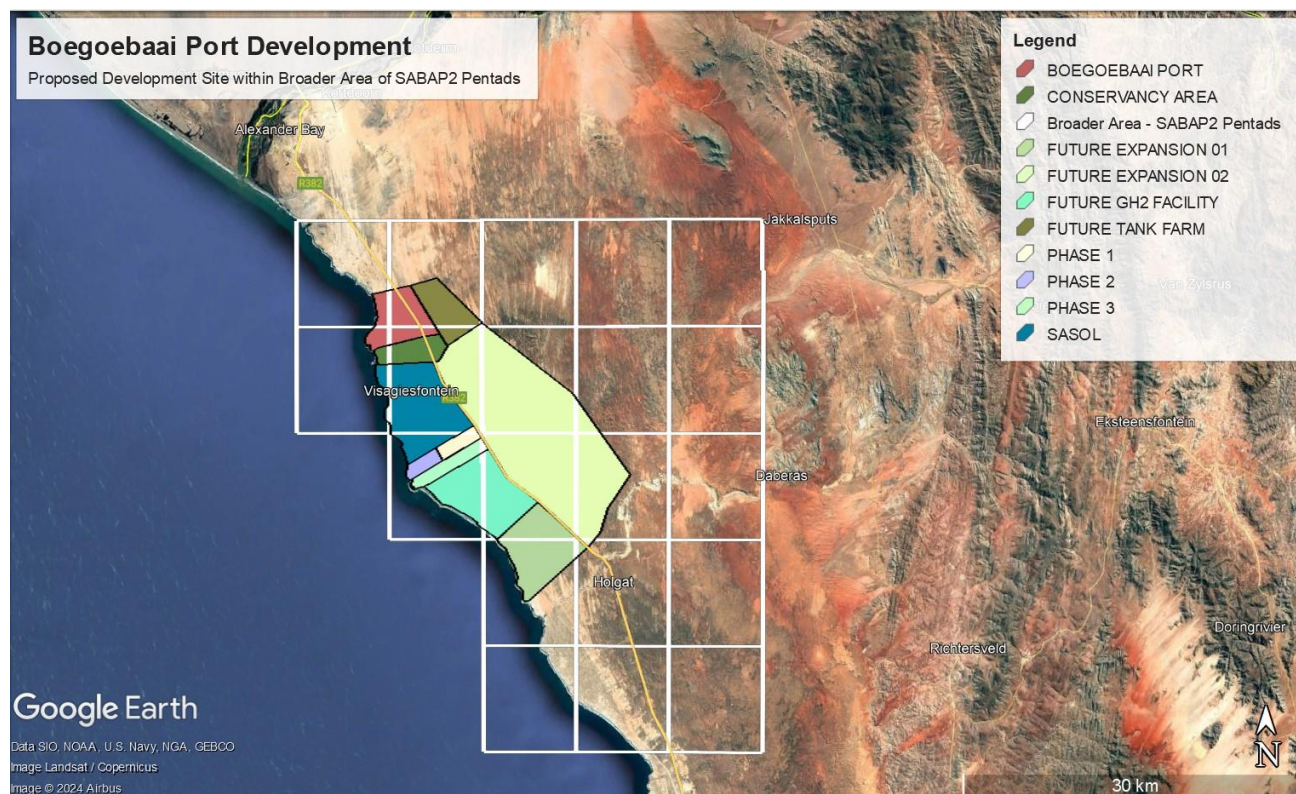 Boegoebaai Port Development
Proposed Development Site within Broader Area of SABAP2 Pentads
Alexander Bay
R382
Jakkalsputs
Visagiesfontein
R382
Daberas
Eksteensfontein
Holgat
Richtersveld
Doringrivier
Van Zylsrus
Legend
BOEGOEBAAI PORT
CONSERVANCY AREA
Broader Area - SABAP2 Pentads
FUTURE EXPANSION 01
FUTURE EXPANSION 02
FUTURE GH2 FACILITY
FUTURE TANK FARM
PHASE 1
PHASE 2
PHASE 3
SASOL
Google Earth
Data SIO, NOAA, U.S. Navy, NGA, GEBCO
Image Landsat / Copernicus
Image © 2024 Airbus
N
30 km